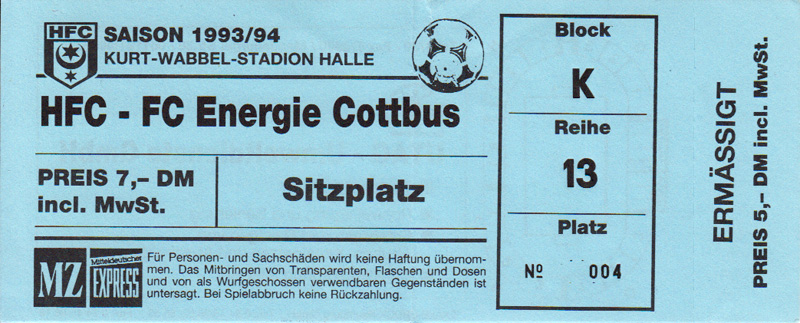 HFC
SAISON 1993/94
KURT-WABBEL-STADION HALLE
HFC - FC Energie Cottbus
PREIS 7,– DM
incl. MwSt.
Sitzplatz
MZ
Mitteldeutscher
EXPRESS
Für Personen- und Sachschäden wird keine Haftung übernom-
men. Das Mitbringen von Transparenten, Flaschen und Dosen
und von als Wurfgeschossen verwendbaren Gegenständen ist
untersagt. Bei Spielabbruch keine Rückzahlung.
Block
K
Reihe
13
Platz
Nº 004
ERMÄSSIGT
PREIS 5,– DM incl. MwSt.